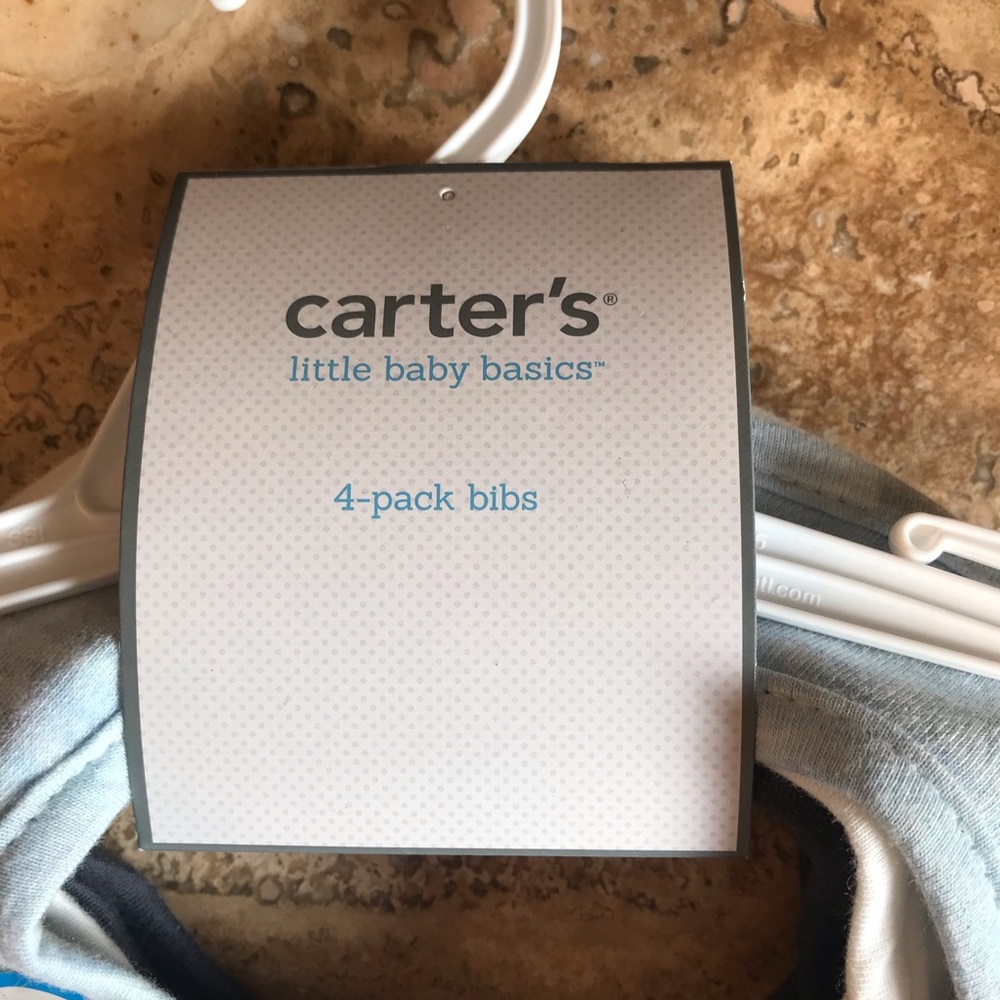 carter's®
little baby basics™
4-pack bibs